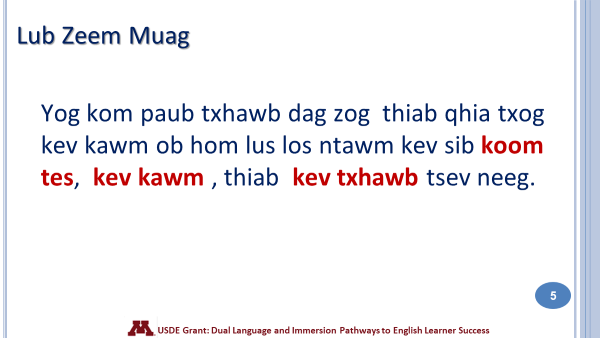 Lub Zeem Muag
Yog kom paub txhawb dag zog thiab qhia txog
kev kawm ob hom lus los ntawm kev sib koom
tes, kev kawm , thiab kev txhawb tsev neeg.
5
M
USDE Grant: Dual Language and Immersion Pathways to English Learner Success